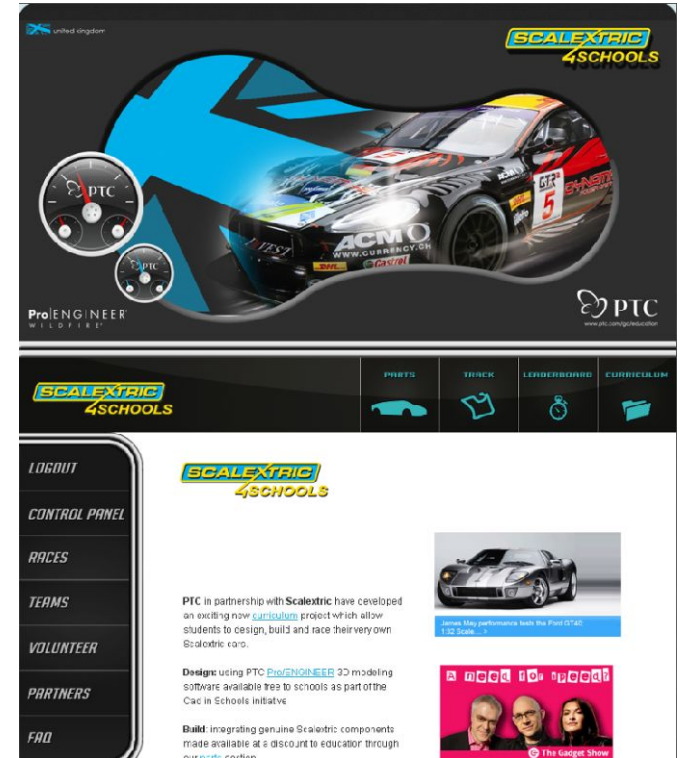 united kingdom
SCALEXTRIC
4SCHOOLS
PTC
PTC
ACMO
WWW.CURRENCY.CH
Castrol
GTR
5
Pro|ENGINEER
WILDFIRE
PTC
www.ptc.com/go/education
SCALEXTRIC
4SCHOOLS
PARTS
TRACK
LEADERBOARD
CURRICULUM
LOGOUT
CONTROL PANEL
RACES
TEAMS
VOLUNTEER
PARTNERS
FAQ
SCALEXTRIC
4SCHOOLS
PTC in partnership with Scalextric have developed
an exciting new curriculum project which allow
students to design, build and race their very own
Scalextric cars.
Design: using PTC Pro/ENGINEER 3D modeling
software available free to schools as part of the
Cad in Schools initiative
Build: integrating genuine Scalextric components
made available at a discount to education through
our parts section
James May performance tests the Ford GT40
1:32 Scale... >
A need for speed?
The Gadget Show